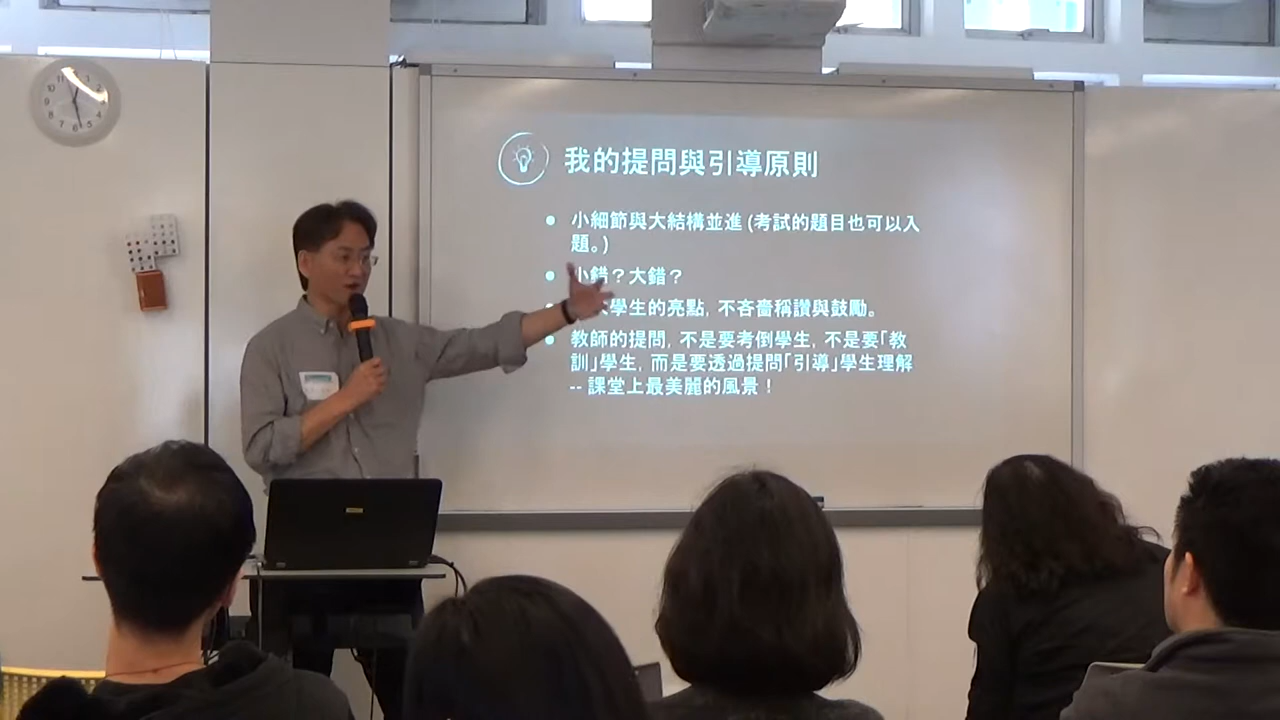 我的提問與引導原則
小細節與大結構並進 (考試的題目也可以入
題。)
小錯？大錯？
學生的亮點, 不吝嗇稱讚與鼓勵。
教師的提問, 不是要考倒學生, 不是要「教
訓」學生, 而是要透過提問「引導」學生理解
-- 課堂上最美麗的風景！